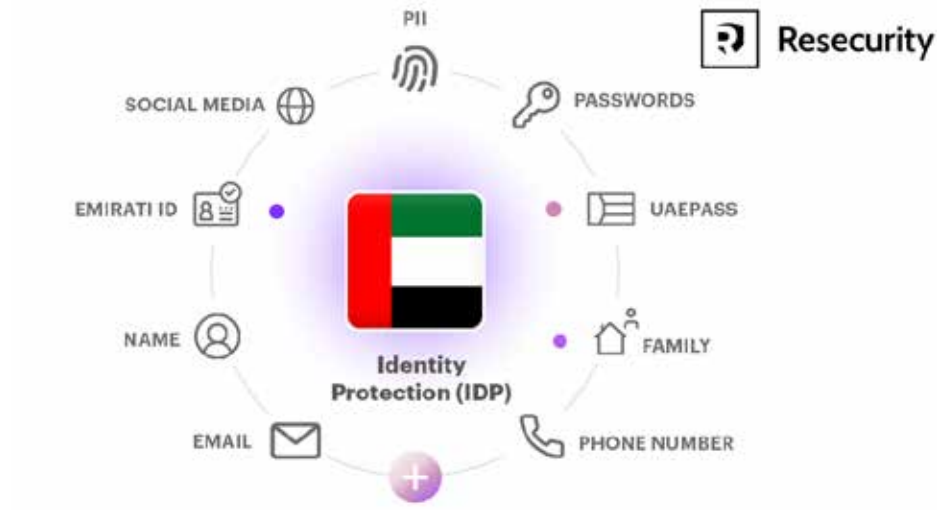 PII
Resecurity
SOCIAL MEDIA
PASSWORDS
EMIRATI ID
UAEPASS
NAME
FAMILY
Identity
Protection (IDP)
EMAIL
PHONE NUMBER